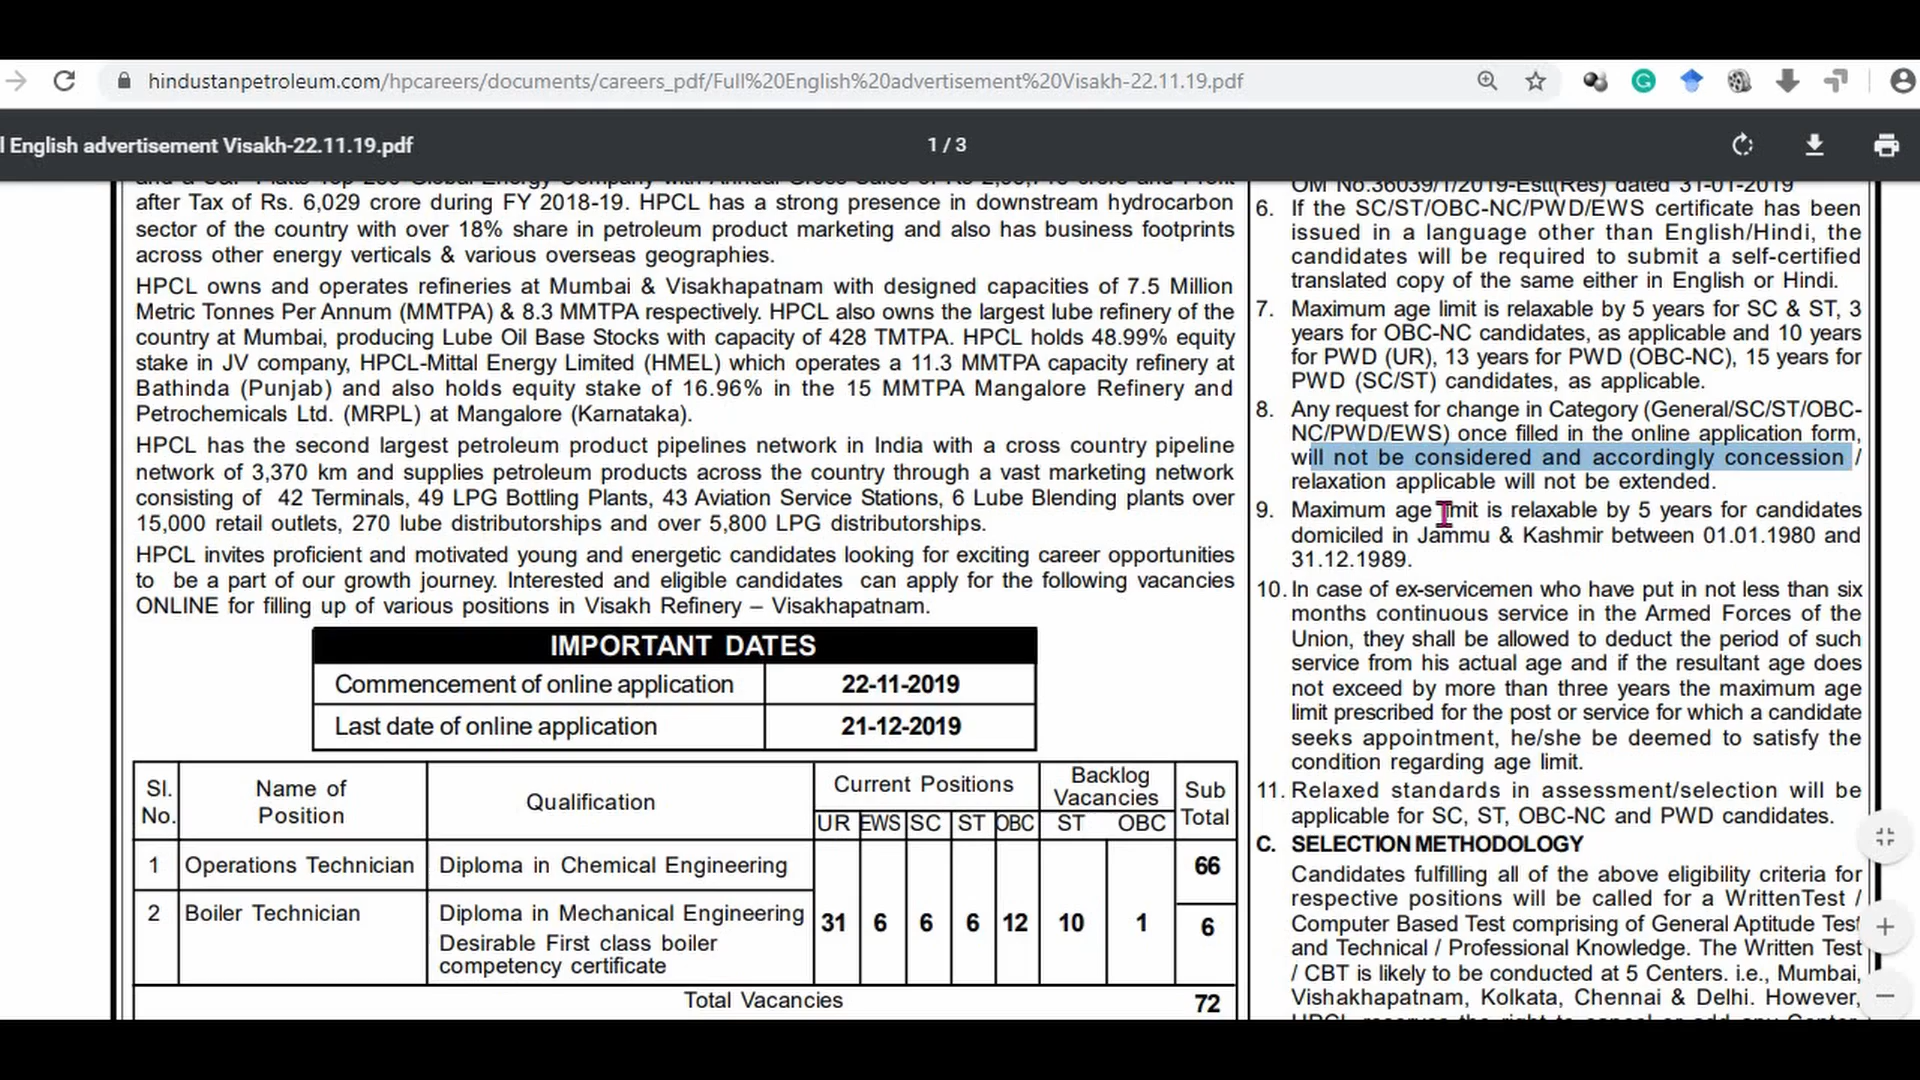 hindustanpetroleum.com/hpcareers/documents/careers_pdf/Full%20English%20advertisement%20Visakh-22.11.19.pdf
l English advertisement Visakh-22.11.19.pdf
1 / 3
after Tax of Rs. 6,029 crore during FY 2018-19. HPCL has a strong presence in downstream hydrocarbon
sector of the country with over 18% share in petroleum product marketing and also has business footprints
across other energy verticals & various overseas geographies.
HPCL owns and operates refineries at Mumbai & Visakhapatnam with designed capacities of 7.5 Million
Metric Tonnes Per Annum (MMTPA) & 8.3 MMTPA respectively. HPCL also owns the largest lube refinery of the
country at Mumbai, producing Lube Oil Base Stocks with capacity of 428 TMTPA. HPCL holds 48.99% equity
stake in JV company, HPCL-Mittal Energy Limited (HMEL) which operates a 11.3 MMTPA capacity refinery at
Bathinda (Punjab) and also holds equity stake of 16.96% in the 15 MMTPA Mangalore Refinery and
Petrochemicals Ltd. (MRPL) at Mangalore (Karnataka).
HPCL has the second largest petroleum product pipelines network in India with a cross country pipeline
network of 3,370 km and supplies petroleum products across the country through a vast marketing network
consisting of 42 Terminals, 49 LPG Bottling Plants, 43 Aviation Service Stations, 6 Lube Blending plants over
15,000 retail outlets, 270 lube distributorships and over 5,800 LPG distributorships.
HPCL invites proficient and motivated young and energetic candidates looking for exciting career opportunities
to be a part of our growth journey. Interested and eligible candidates can apply for the following vacancies
ONLINE for filling up of various positions in Visakh Refinery – Visakhapatnam.
IMPORTANT DATES
Commencement of online application 22-11-2019
Last date of online application 21-12-2019
Sl. No. Name of Position Qualification Current Positions Backlog Vacancies Sub Total
UR EWS SC ST OBC ST OBC
1 Operations Technician Diploma in Chemical Engineering 66
2 Boiler Technician Diploma in Mechanical Engineering
Desirable First class boiler
competency certificate
31 6 6 6 12 10 1 6
Total Vacancies 72
OM No.36039/1/2019-Estt(Res) dated 31-01-2019
6. If the SC/ST/OBC-NC/PWD/EWS certificate has been
issued in a language other than English/Hindi, the
candidates will be required to submit a self-certified
translated copy of the same either in English or Hindi.
7. Maximum age limit is relaxable by 5 years for SC & ST, 3
years for OBC-NC candidates, as applicable and 10 years
for PWD (UR), 13 years for PWD (OBC-NC), 15 years for
PWD (SC/ST) candidates, as applicable.
8. Any request for change in Category (General/SC/ST/OBC-
NC/PWD/EWS) once filled in the online application form,
will not be considered and accordingly concession /
relaxation applicable will not be extended.
9. Maximum age limit is relaxable by 5 years for candidates
domiciled in Jammu & Kashmir between 01.01.1980 and
31.12.1989.
10. In case of ex-servicemen who have put in not less than six
months continuous service in the Armed Forces of the
Union, they shall be allowed to deduct the period of such
service from his actual age and if the resultant age does
not exceed by more than three years the maximum age
limit prescribed for the post or service for which a candidate
seeks appointment, he/she be deemed to satisfy the
condition regarding age limit.
11. Relaxed standards in assessment/selection will be
applicable for SC, ST, OBC-NC and PWD candidates.
C. SELECTION METHODOLOGY
Candidates fulfilling all of the above eligibility criteria for
respective positions will be called for a WrittenTest /
Computer Based Test comprising of General Aptitude Test
and Technical / Professional Knowledge. The Written Test
/ CBT is likely to be conducted at 5 Centers. i.e., Mumbai,
Vishakhapatnam, Kolkata, Chennai & Delhi. However,